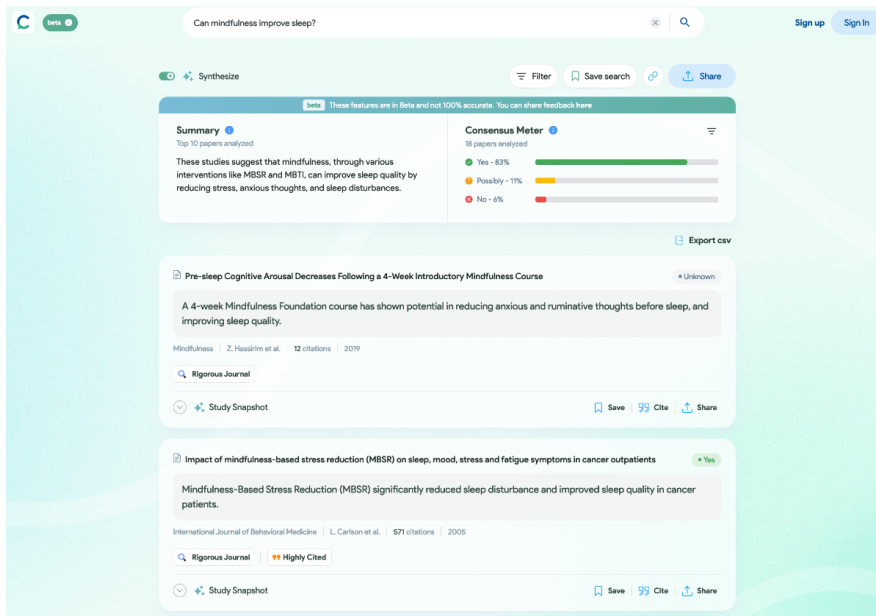 C
beta
Can mindfulness improve sleep?
Sign up
Sign In
Synthesize
Filter
Save search
Share
beta These features are in Beta and not 100% accurate. You can share feedback here
Summary
Top 10 papers analyzed
These studies suggest that mindfulness, through various
interventions like MBSR and MBTI, can improve sleep quality by
reducing stress, anxious thoughts, and sleep disturbances.
Consensus Meter
18 papers analyzed
Yes - 83%
Possibly - 11%
No - 6%
Export csv
Pre-sleep Cognitive Arousal Decreases Following a 4-Week Introductory Mindfulness Course
Unknown
A 4-week Mindfulness Foundation course has shown potential in reducing anxious and ruminative thoughts before sleep, and
improving sleep quality.
Mindfulness Z. Hassirim et al. 12 citations 2019
Rigorous Journal
Study Snapshot
Save
Cite
Share
Impact of mindfulness-based stress reduction (MBSR) on sleep, mood, stress and fatigue symptoms in cancer outpatients
Yes
Mindfulness-Based Stress Reduction (MBSR) significantly reduced sleep disturbance and improved sleep quality in cancer
patients.
International Journal of Behavioral Medicine L. Carlson et al. 571 citations 2005
Rigorous Journal
Highly Cited
Study Snapshot
Save
Cite
Share